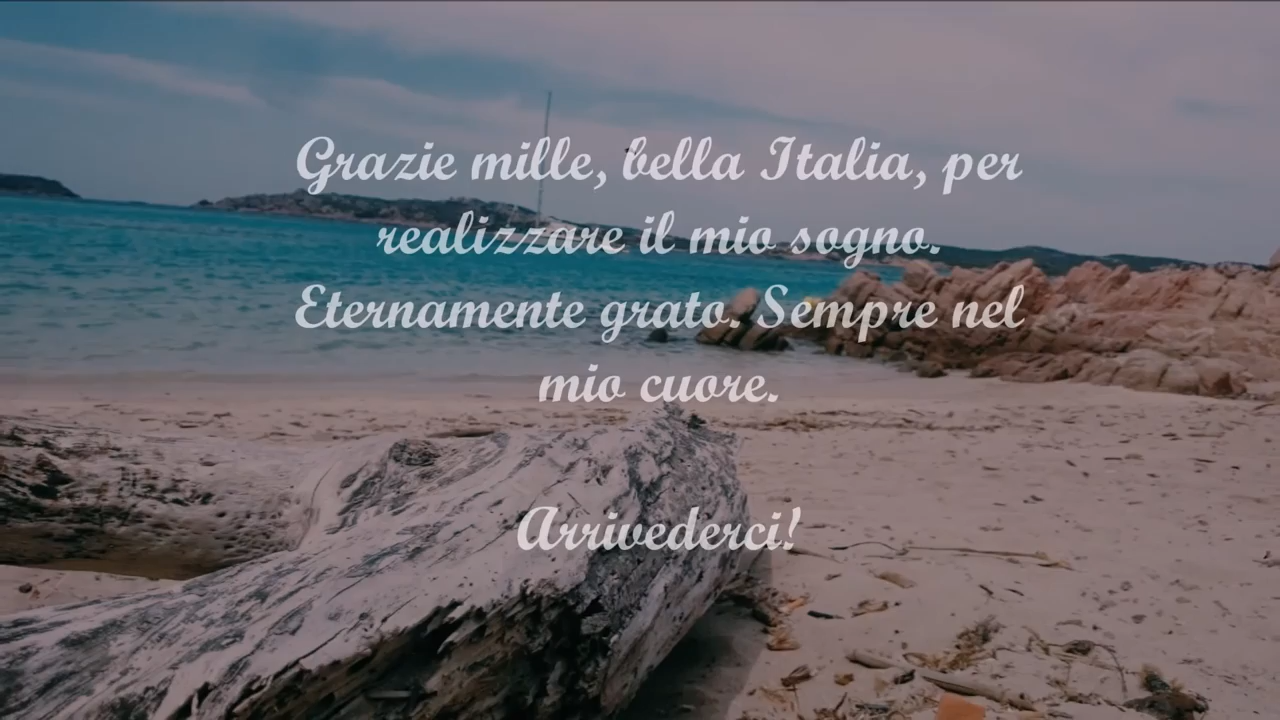 Grazie mille, bella Italia, per
realizzare il mio sogno.
Eternamente grato. Sempre nel
mio cuore.
Arrivederci!